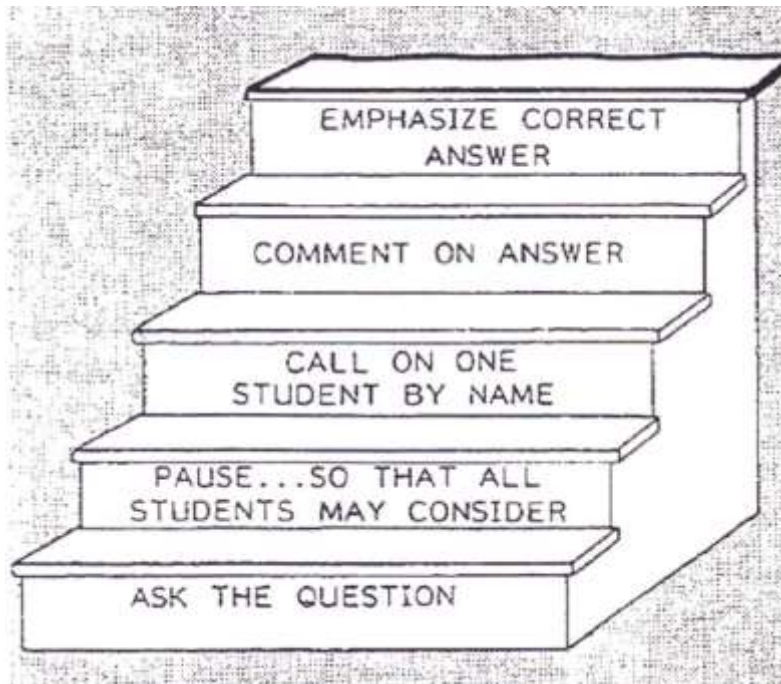 EMPHASIZE CORRECT
ANSWER
COMMENT ON ANSWER
CALL ON ONE
STUDENT BY NAME
PAUSE...SO THAT ALL
STUDENTS MAY CONSIDER
ASK THE QUESTION